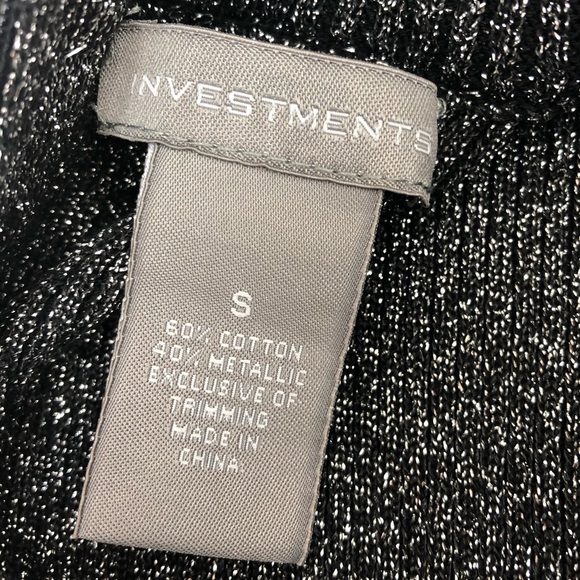 INVESTMENTS
S
60% COTTON
40% METALLIC
EXCLUSIVE OF
TRIMMING
MADE IN
CHINA